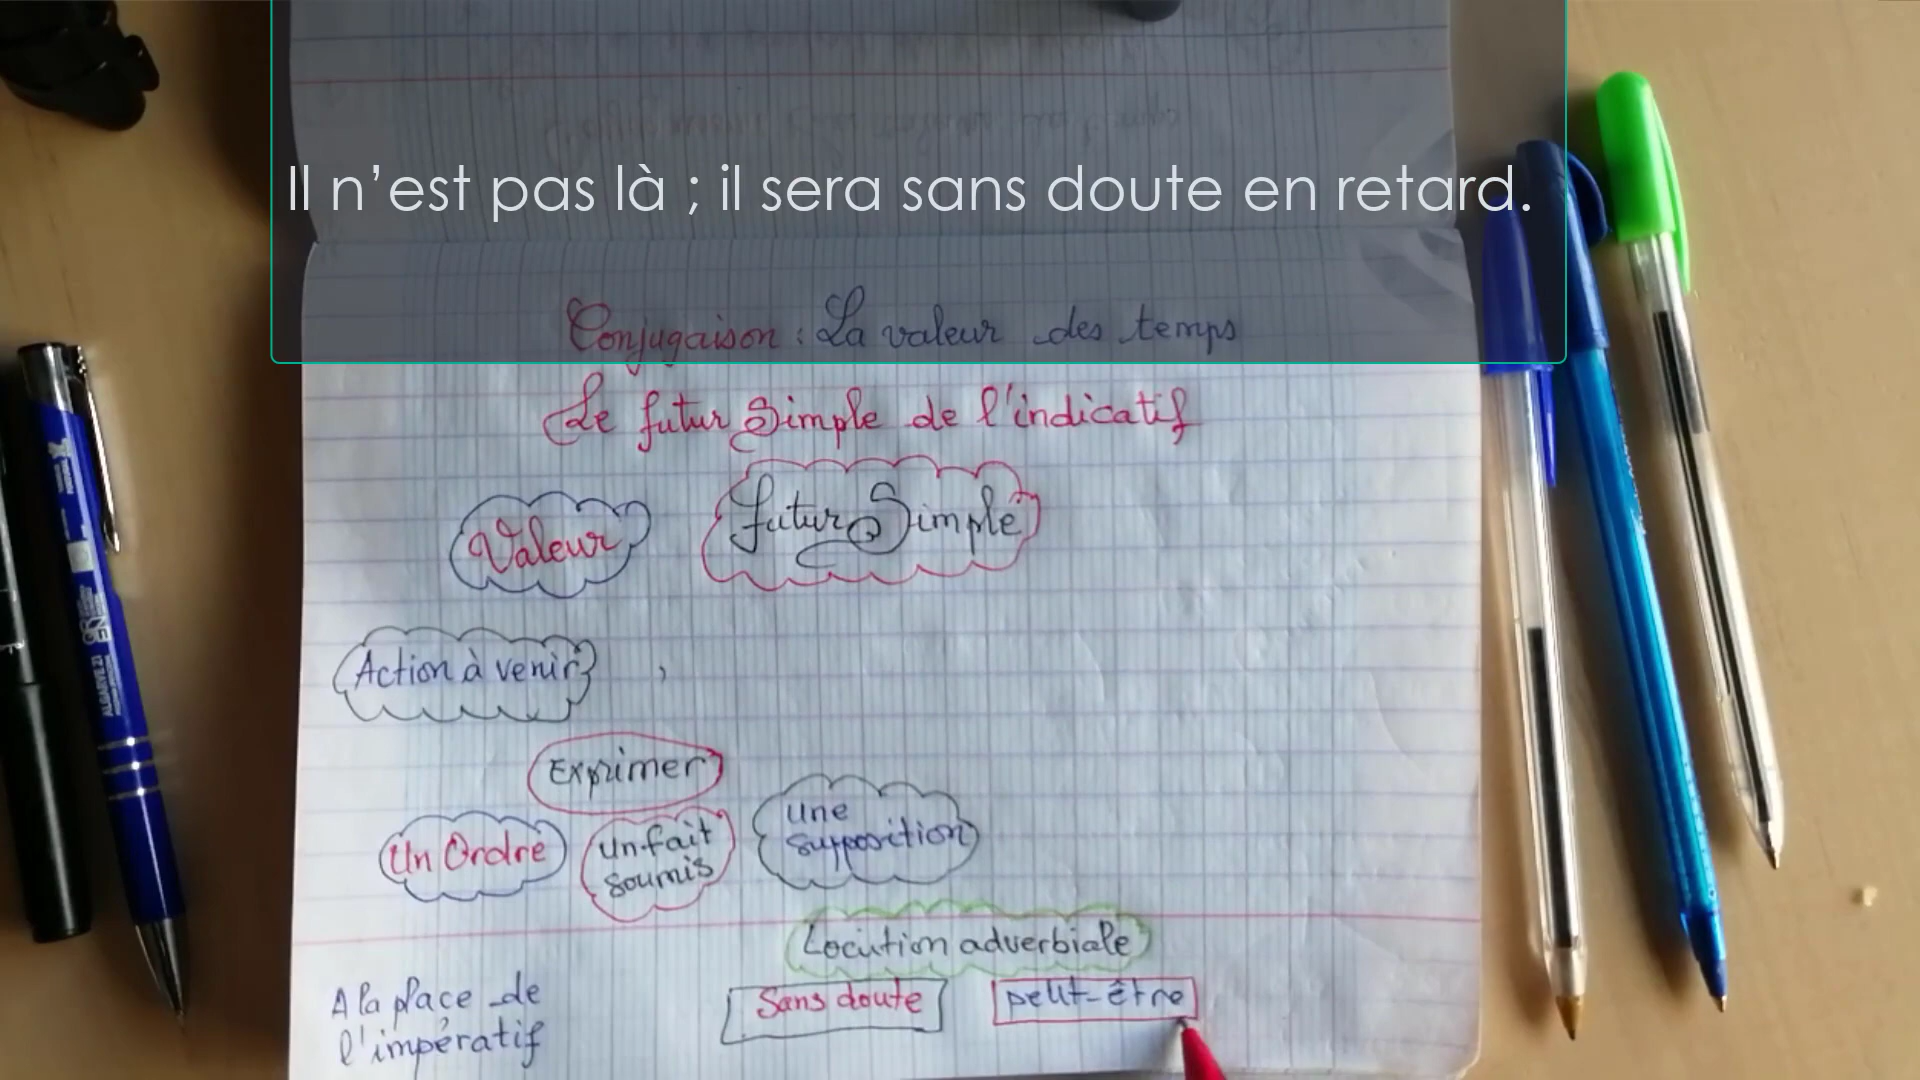 Il n’est pas là ; il sera sans doute en retard.
Conjugaison : La valeur des temps
Le futur Simple de l'indicatif
Valeur
futur Simple
Action à venir
Exprimer
Un Ordre
un fait
soumis
une
supposition
Locution adverbiale
Sans doute
peut-être
A la place de
l'impératif
ALGARVE 23